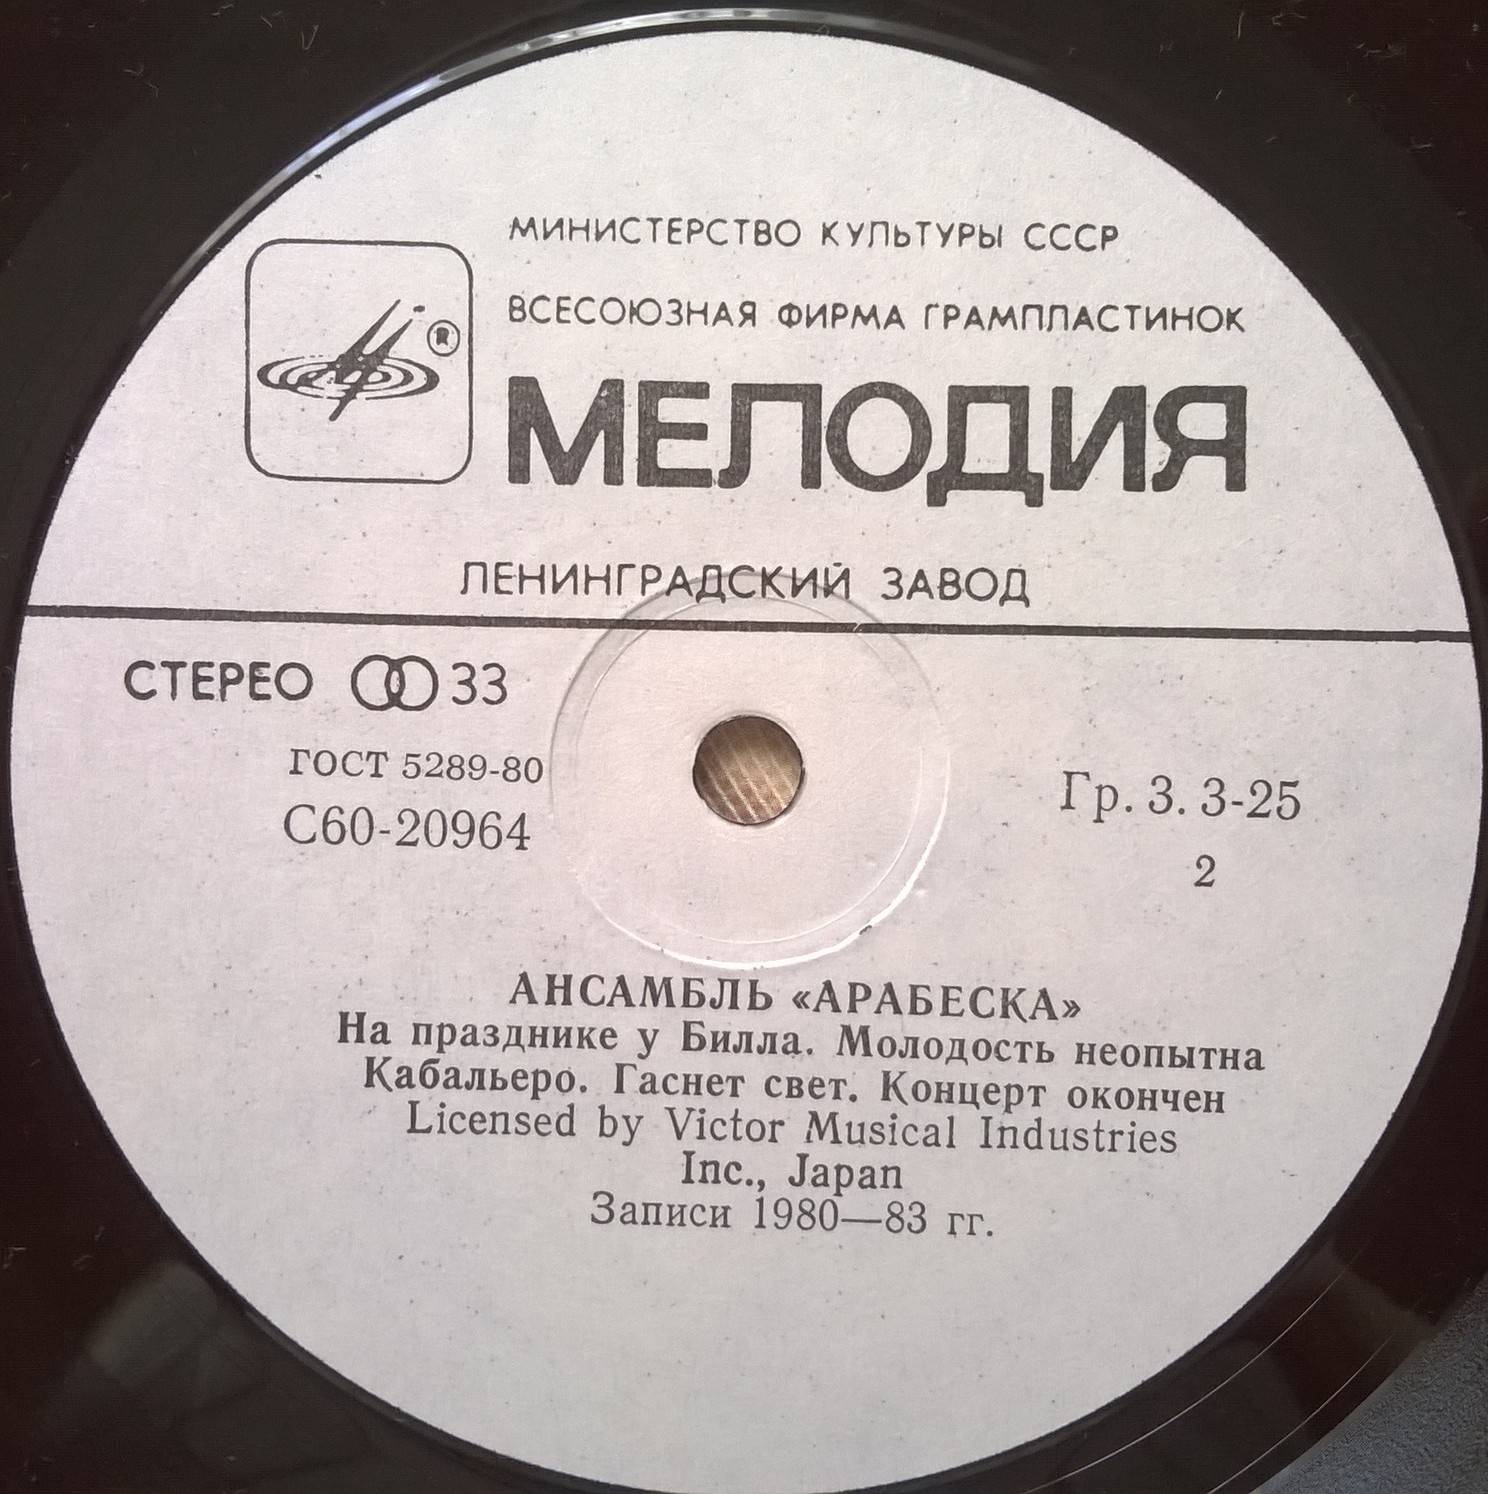 МИНИСТЕРСТВО КУЛЬТУРЫ СССР
ВСЕСОЮЗНАЯ ФИРМА ГРАМПЛАСТИНОК
®
МЕЛОДИЯ
ЛЕНИНГРАДСКИЙ ЗАВОД
СТЕРЕО 33
ГОСТ 5289-80
С60-20964
Гр. 3. 3-25
2
АНСАМБЛЬ «АРАБЕСКА»
На празднике у Билла. Молодость неопытна
Кабальеро. Гаснет свет. Концерт окончен
Licensed by Victor Musical Industries
Inc., Japan
Записи 1980—83 гг.